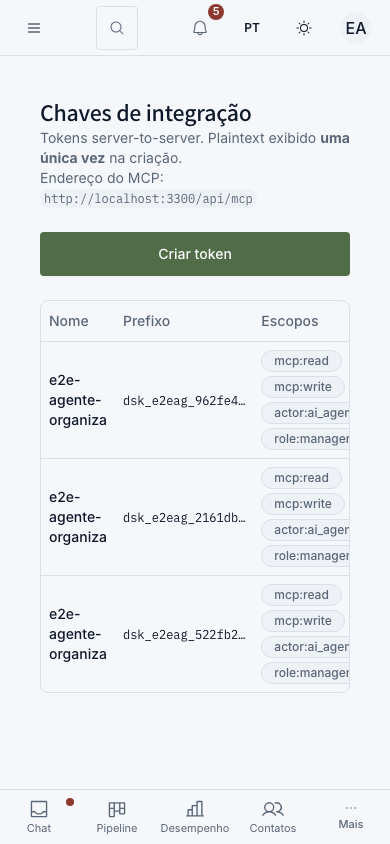 5
PT
EA
Chaves de integração
Tokens server-to-server. Plaintext exibido uma
única vez na criação.
Endereço do MCP:
http://localhost:3300/api/mcp
Criar token
Nome Prefixo Escopos
e2e-
agente-
organiza
dsk_e2eag_962fe4…
mcp:read
mcp:write
actor:ai_agen
role:manager
e2e-
agente-
organiza
dsk_e2eag_2161db…
mcp:read
mcp:write
actor:ai_agen
role:manager
e2e-
agente-
organiza
dsk_e2eag_522fb2…
mcp:read
mcp:write
actor:ai_agen
role:manager
Chat Pipeline Desempenho Contatos Mais